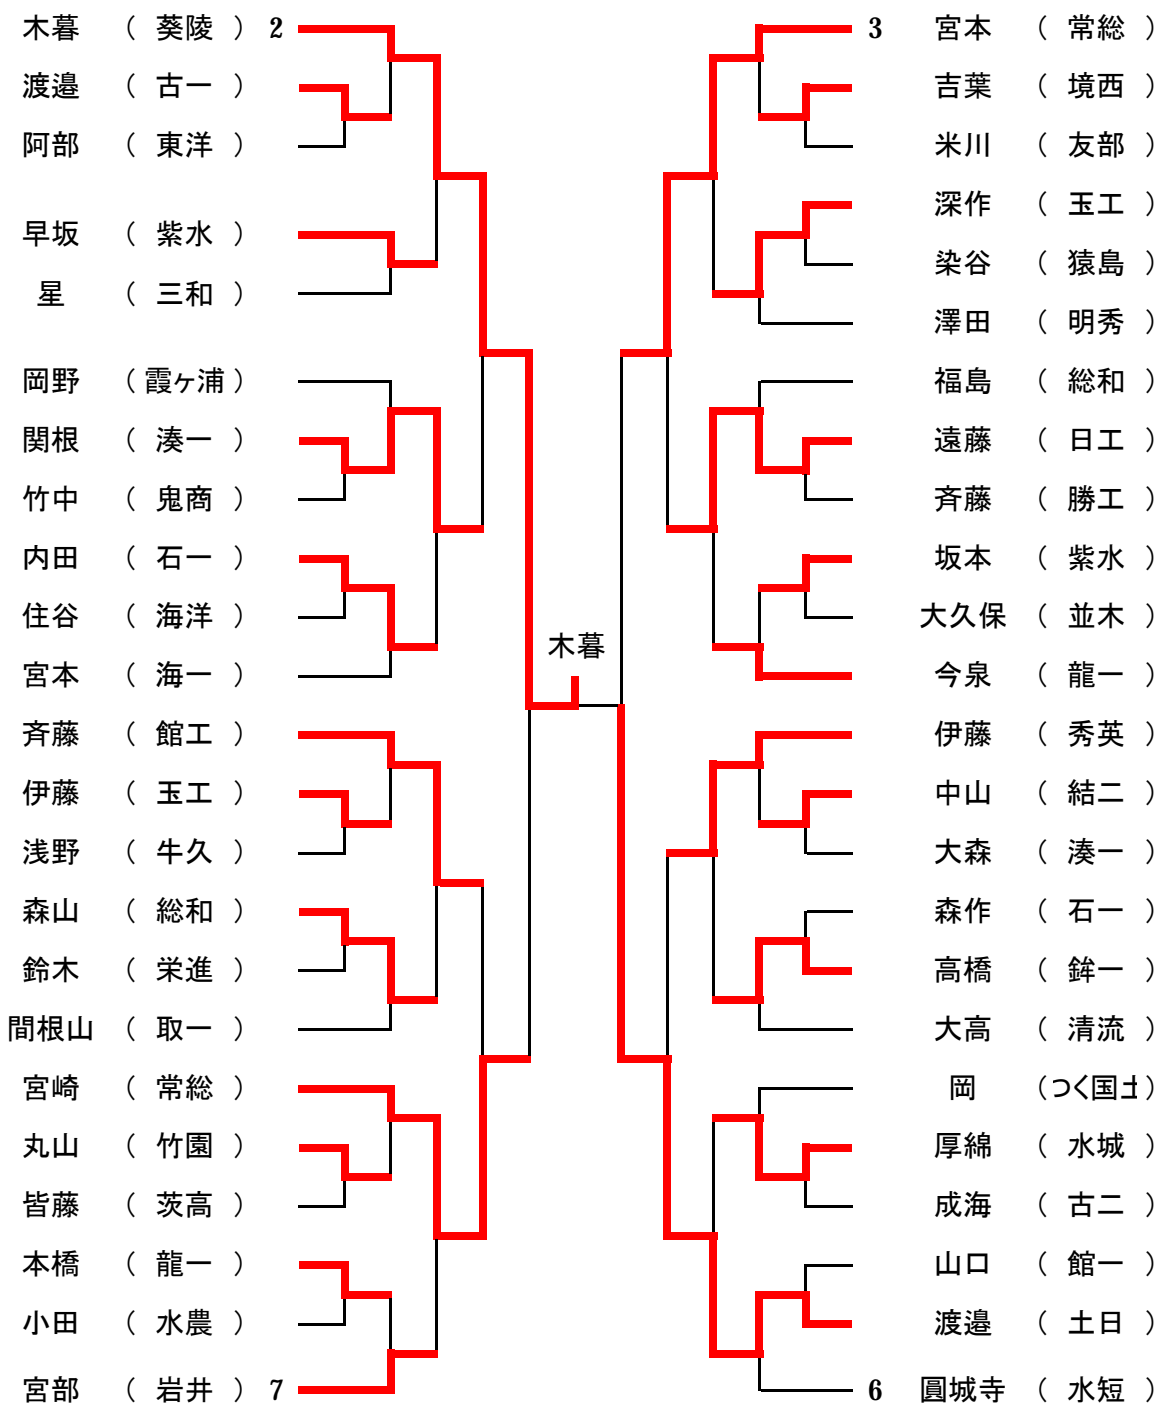 木暮 （ 葵陵 ） 2
渡邉 （ 古一 ）
阿部 （ 東洋 ）
早坂 （ 紫水 ）
星 （ 三和 ）
岡野 （ 霞ヶ浦 ）
関根 （ 湊一 ）
竹中 （ 鬼商 ）
内田 （ 石一 ）
住谷 （ 海洋 ）
宮本 （ 海一 ）
斉藤 （ 館工 ）
伊藤 （ 玉工 ）
浅野 （ 牛久 ）
森山 （ 総和 ）
鈴木 （ 栄進 ）
間根山 （ 取一 ）
宮崎 （ 常総 ）
丸山 （ 竹園 ）
皆藤 （ 茨高 ）
本橋 （ 龍一 ）
小田 （ 水農 ）
宮部 （ 岩井 ） 7
木暮
3 宮本 （ 常総 ）
吉葉 （ 境西 ）
米川 （ 友部 ）
深作 （ 玉工 ）
染谷 （ 猿島 ）
澤田 （ 明秀 ）
福島 （ 総和 ）
遠藤 （ 日工 ）
斉藤 （ 勝工 ）
坂本 （ 紫水 ）
大久保 （ 並木 ）
今泉 （ 龍一 ）
伊藤 （ 秀英 ）
中山 （ 結二 ）
大森 （ 湊一 ）
森作 （ 石一 ）
高橋 （ 鉾一 ）
大高 （ 清流 ）
岡 （ つく国土 ）
厚綿 （ 水城 ）
成海 （ 古二 ）
山口 （ 館一 ）
渡邉 （ 土日 ）
6 圓城寺 （ 水短 ）